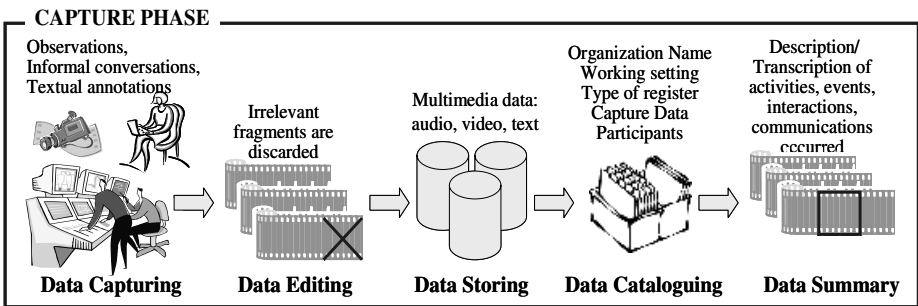 CAPTURE PHASE
Observations,
Informal conversations,
Textual annotations
Data Capturing
Irrelevant
fragments are
discarded
Data Editing
Multimedia data:
audio, video, text
Data Storing
Organization Name
Working setting
Type of register
Capture Data
Participants
Data Cataloguing
Description/
Transcription of
activities, events,
interactions,
communications
occurred
Data Summary